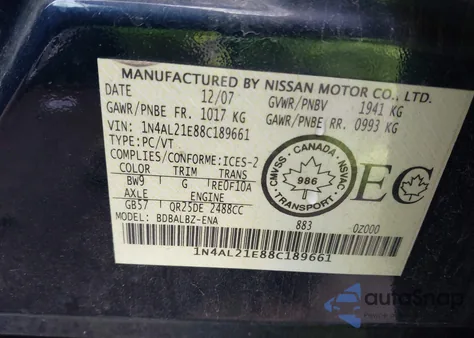 MANUFACTURED BY NISSAN MOTOR CO., LTD.
DATE 12/07 GVWR/PNBV 1941 KG
GAWR/PNBE FR. 1017 KG GAWR/PNBE RR. 0993 KG
VIN: 1N4AL21E88C189661
TYPE: PC/VT
COMPLIES/CONFORME: ICES-2
COLOR TRIM TRANS
BW9 G RE0F10A
AXLE ENGINE
GB57 QR25DE 2488CC
MODEL: BDBALBZ-ENA
CMVSS · CANADA · NSVAC
986
TRANSPORT
EC
883 0Z000
1N4AL21E88C189661
autoSnap